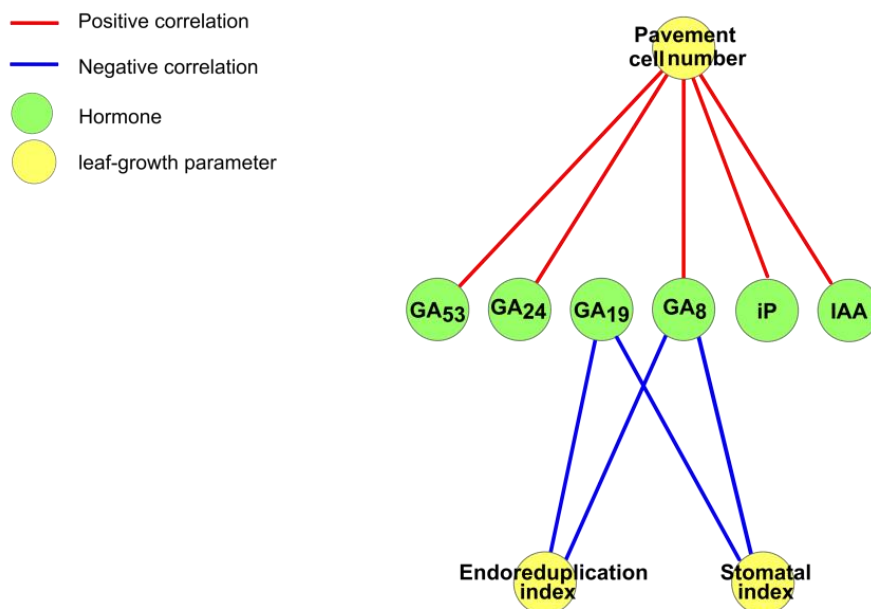 Positive correlation
Negative correlation
Hormone
leaf-growth parameter
Pavement
cell number
GA53
GA24
GA19
GA8
iP
IAA
Endoreduplication
index
Stomatal
index